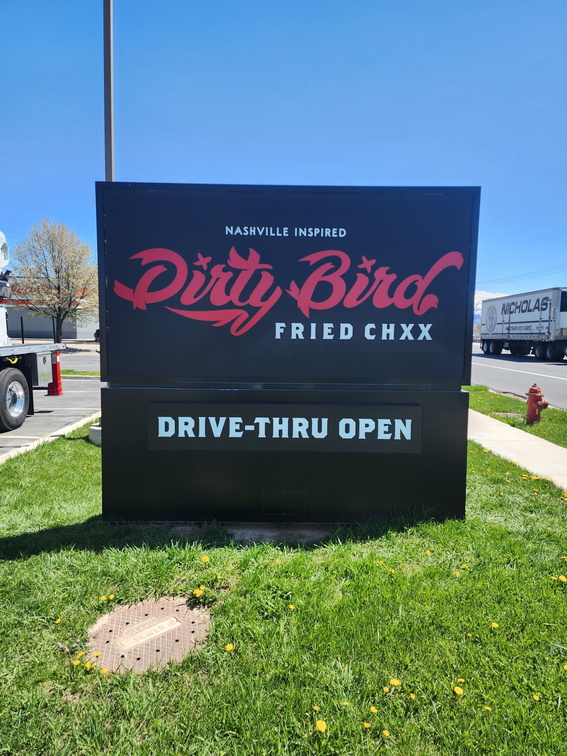 NASHVILLE INSPIRED
Dirty Bird
FRIED CHXX
DRIVE-THRU OPEN
NICHOLAS